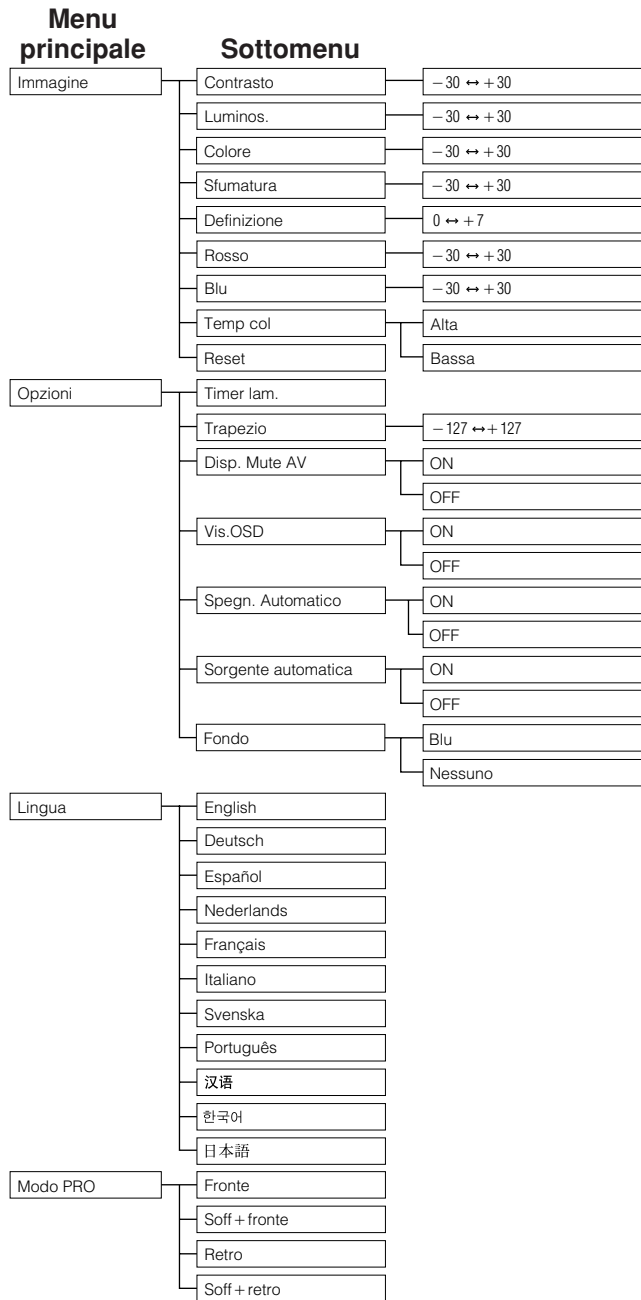 Menu
principale Sottomenu
Immagine Contrasto −30 ↔ +30
Luminos. −30 ↔ +30
Colore −30 ↔ +30
Sfumatura −30 ↔ +30
Definizione 0 ↔ +7
Rosso −30 ↔ +30
Blu −30 ↔ +30
Temp col Alta
Reset Bassa
Opzioni Timer lam.
Trapezio −127 ↔ +127
Disp. Mute AV ON
OFF
Vis.OSD ON
OFF
Spegn. Automatico ON
OFF
Sorgente automatica ON
OFF
Fondo Blu
Nessuno
Lingua English
Deutsch
Español
Nederlands
Français
Italiano
Svenska
Português
汉语
한국어
日本語
Modo PRO Fronte
Soff+fronte
Retro
Soff+retro